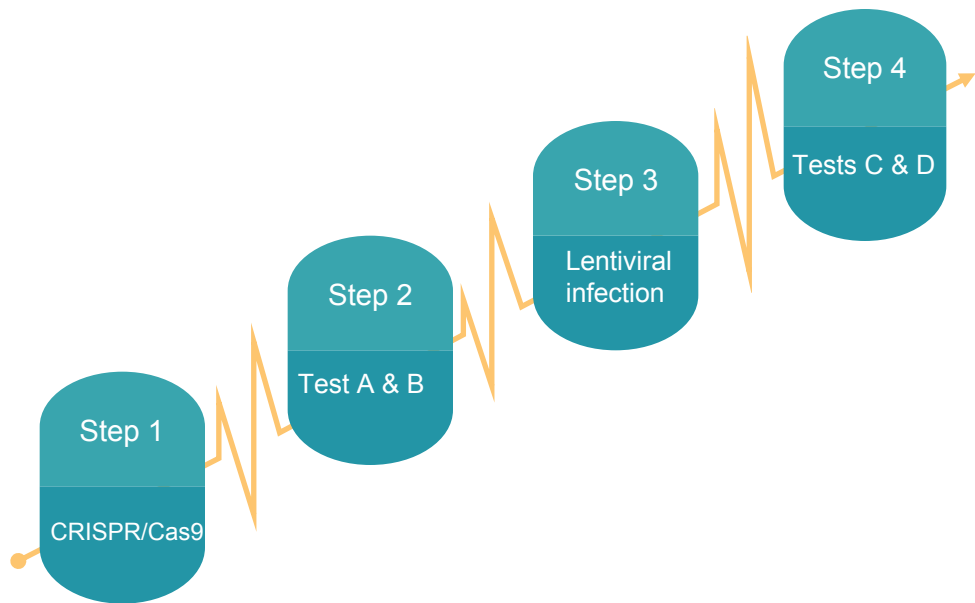 Step 1
CRISPR/Cas9
Step 2
Test A & B
Step 3
Lentiviral
infection
Step 4
Tests C & D